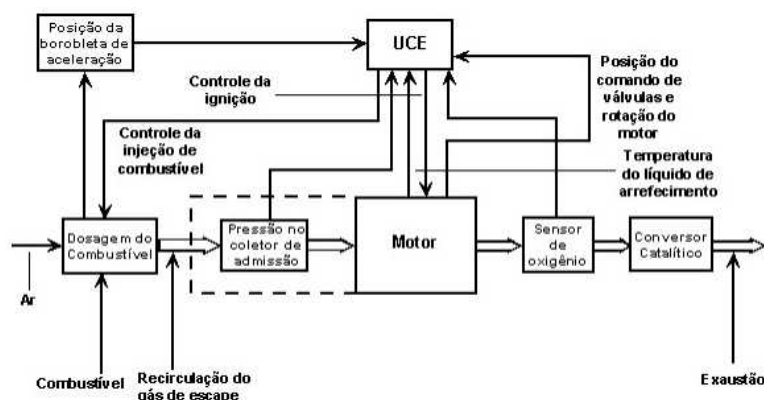 Posição da
borobleta de
aceleração
UCE
Controle da
ignição
Posição do
comando de
válvulas e
rotação do
motor
Controle da
injeção de
combustível
Temperatura
do líquido de
arrefecimento
Dosagem do
Combustível
Pressão no
coletor de
admissão
Motor
Sensor
de
oxigênio
Conversor
Catalítico
Ar
Combustível
Recirculação do
gás de escape
Exaustão